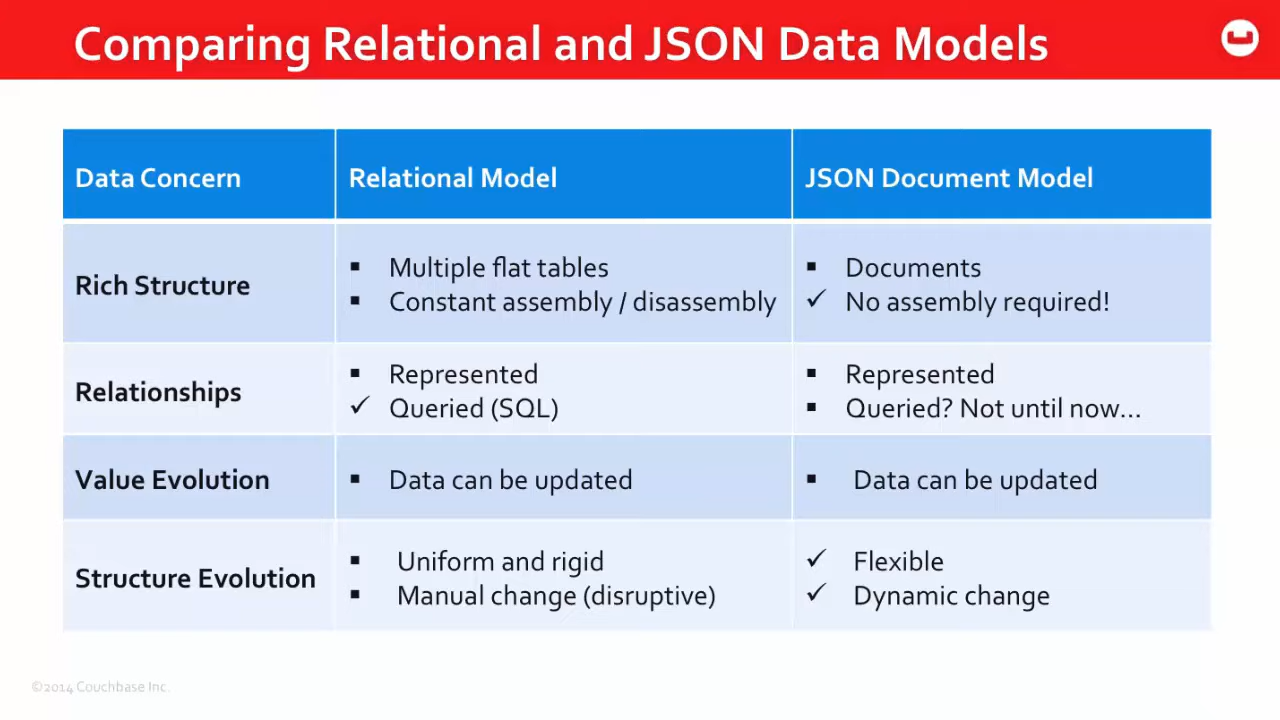 Comparing Relational and JSON Data Models
Data Concern
Relational Model
JSON Document Model
Rich Structure
▪ Multiple flat tables
▪ Constant assembly / disassembly
▪ Documents
✓ No assembly required!
Relationships
▪ Represented
✓ Queried (SQL)
▪ Represented
▪ Queried? Not until now...
Value Evolution
▪ Data can be updated
▪ Data can be updated
Structure Evolution
▪ Uniform and rigid
▪ Manual change (disruptive)
✓ Flexible
✓ Dynamic change
©2014 Couchbase Inc.